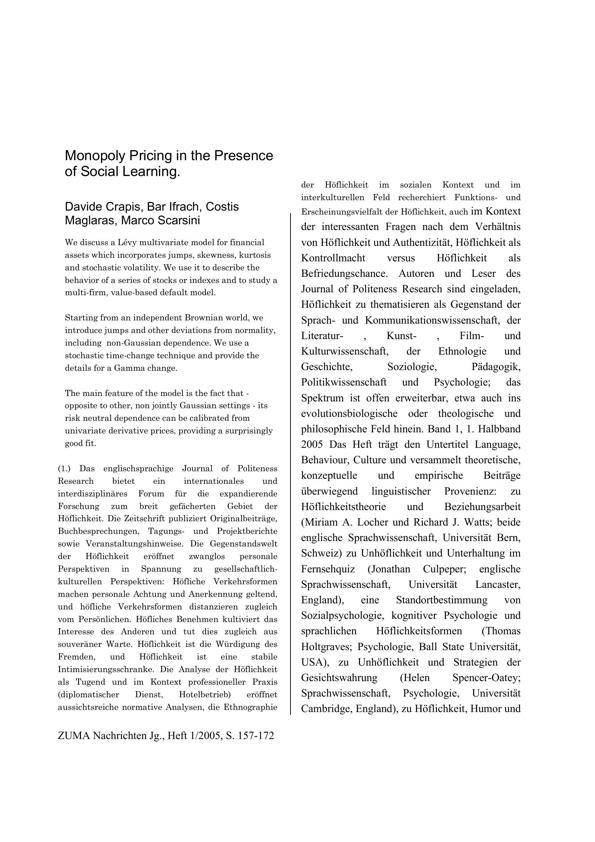 Monopoly Pricing in the Presence
of Social Learning.
Davide Crapis, Bar Ifrach, Costis
Maglaras, Marco Scarsini
We discuss a Lévy multivariate model for financial
assets which incorporates jumps, skewness, kurtosis
and stochastic volatility. We use it to describe the
behavior of a series of stocks or indexes and to study a
multi-firm, value-based default model.
Starting from an independent Brownian world, we
introduce jumps and other deviations from normality,
including non-Gaussian dependence. We use a
stochastic time-change technique and provide the
details for a Gamma change.
The main feature of the model is the fact that -
opposite to other, non jointly Gaussian settings - its
risk neutral dependence can be calibrated from
univariate derivative prices, providing a surprisingly
good fit.
(1.) Das englischsprachige Journal of Politeness
Research bietet ein internationales und
interdisziplinäres Forum für die expandierende
Forschung zum breit gefächerten Gebiet der
Höflichkeit. Die Zeitschrift publiziert Originalbeiträge,
Buchbesprechungen, Tagungs- und Projektberichte
sowie Veranstaltungshinweise. Die Gegenstandswelt
der Höflichkeit eröffnet zwanglos personale
Perspektiven in Spannung zu gesellschaftlich-
kulturellen Perspektiven: Höfliche Verkehrsformen
machen personale Achtung und Anerkennung geltend,
und höfliche Verkehrsformen distanzieren zugleich
vom Persönlichen. Höfliches Benehmen kultiviert das
Interesse des Anderen und tut dies zugleich aus
souveräner Warte. Höflichkeit ist die Würdigung des
Fremden, und Höflichkeit ist eine stabile
Intimisierungsschranke. Die Analyse der Höflichkeit
als Tugend und im Kontext professioneller Praxis
(diplomatischer Dienst, Hotelbetrieb) eröffnet
aussichtsreiche normative Analysen, die Ethnographie
der Höflichkeit im sozialen Kontext und im
interkulturellen Feld recherchiert Funktions- und
Erscheinungsvielfalt der Höflichkeit, auch im Kontext
der interessanten Fragen nach dem Verhältnis
von Höflichkeit und Authentizität, Höflichkeit als
Kontrollmacht versus Höflichkeit als
Befriedungschance. Autoren und Leser des
Journal of Politeness Research sind eingeladen,
Höflichkeit zu thematisieren als Gegenstand der
Sprach- und Kommunikationswissenschaft, der
Literatur- , Kunst- , Film- und
Kulturwissenschaft, der Ethnologie und
Geschichte, Soziologie, Pädagogik,
Politikwissenschaft und Psychologie; das
Spektrum ist offen erweiterbar, etwa auch ins
evolutionsbiologische oder theologische und
philosophische Feld hinein. Band 1, 1. Halbband
2005 Das Heft trägt den Untertitel Language,
Behaviour, Culture und versammelt theoretische,
konzeptuelle und empirische Beiträge
überwiegend linguistischer Provenienz: zu
Höflichkeitstheorie und Beziehungsarbeit
(Miriam A. Locher und Richard J. Watts; beide
englische Sprachwissenschaft, Universität Bern,
Schweiz) zu Unhöflichkeit und Unterhaltung im
Fernsehquiz (Jonathan Culpeper; englische
Sprachwissenschaft, Universität Lancaster,
England), eine Standortbestimmung von
Sozialpsychologie, kognitiver Psychologie und
sprachlichen Höflichkeitsformen (Thomas
Holtgraves; Psychologie, Ball State Universität,
USA), zu Unhöflichkeit und Strategien der
Gesichtswahrung (Helen Spencer-Oatey;
Sprachwissenschaft, Psychologie, Universität
Cambridge, England), zu Höflichkeit, Humor und
ZUMA Nachrichten Jg., Heft 1/2005, S. 157-172